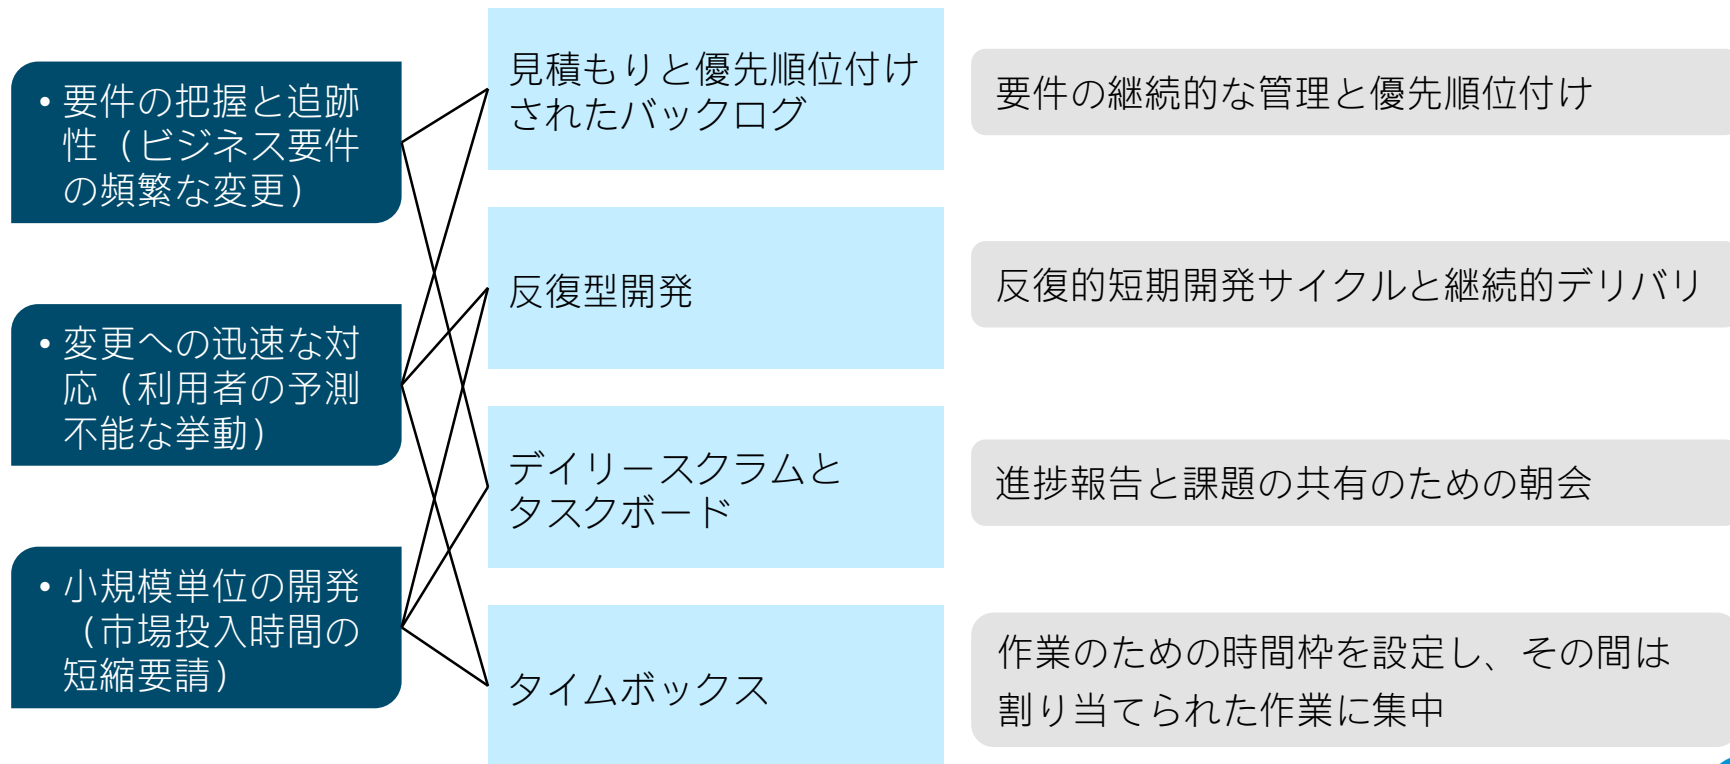 • 要件の把握と追跡
性（ビジネス要件
の頻繁な変更）
• 変更への迅速な対
応（利用者の予測
不能な挙動）
• 小規模単位の開発
（市場投入時間の
短縮要請）
見積もりと優先順位付け
されたバックログ
反復型開発
デイリースクラムと
タスクボード
タイムボックス
要件の継続的な管理と優先順位付け
反復的短期開発サイクルと継続的デリバリ
進捗報告と課題の共有のための朝会
作業のための時間枠を設定し、その間は
割り当てられた作業に集中